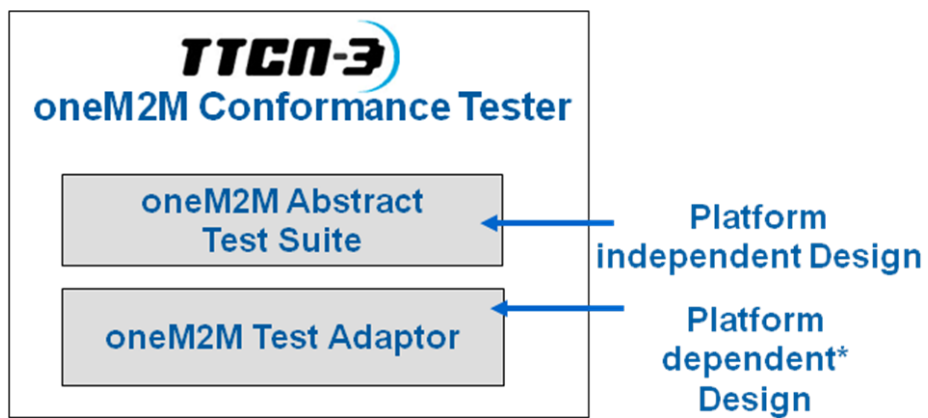 TTCN-3
oneM2M Conformance Tester
oneM2M Abstract
Test Suite
Platform
independent Design
oneM2M Test Adaptor
Platform
dependent*
Design